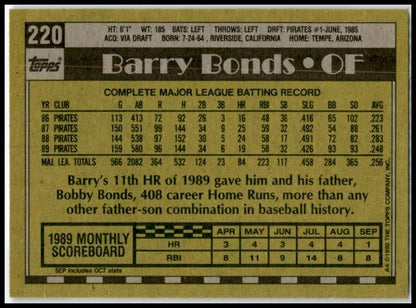 220
Topps
HT: 6'1" WT: 185 BATS: LEFT THROWS: LEFT DRFT: PIRATES #1-JUNE, 1985
ACQ: VIA DRAFT BORN: 7-24-64, RIVERSIDE, CALIFORNIA HOME: TEMPE, ARIZONA
Barry Bonds • OF
COMPLETE MAJOR LEAGUE BATTING RECORD
YR CLUB G AB R H 2B 3B HR RBI SB SLG BB SO AVG
86 PIRATES 113 413 72 92 26 3 16 48 36 .416 65 102 .223
87 PIRATES 150 551 99 144 34 9 25 59 32 .492 54 88 .261
88 PIRATES 144 538 97 152 30 5 24 58 17 .491 72 82 .283
89 PIRATES 159 580 96 144 34 6 19 58 32 .426 93 93 .248
MAJ. LEA. TOTALS 566 2082 364 532 124 23 84 223 117 .458 284 365 .256
Barry's 11th HR of 1989 gave him and his father,
Bobby Bonds, 408 career Home Runs, more than any
other father-son combination in baseball history.
1989 MONTHLY
SCOREBOARD
SEP includes OCT stats
APR MAY JUN JUL AUG SEP
HR 3 4 3 4 4 1
RBI 8 11 9 14 8 8
A★ © 1990 THE TOPPS COMPANY, INC.